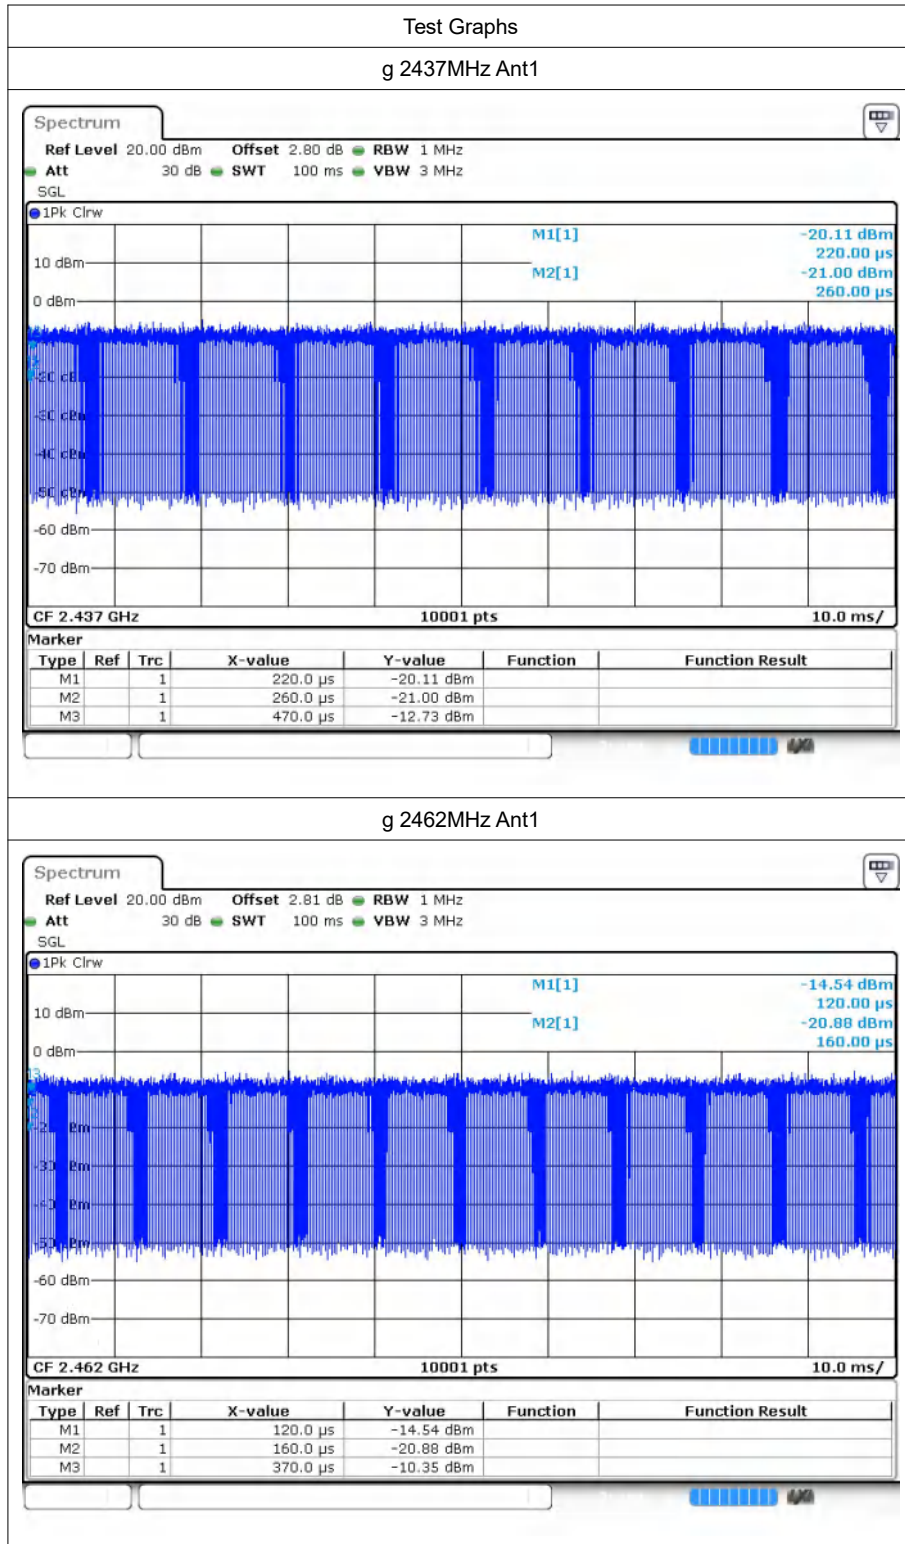 Test Graphs
g 2437MHz Ant1
Spectrum
Ref Level 20.00 dBm Offset 2.80 dB RBW 1 MHz
Att 30 dB SWT 100 ms VBW 3 MHz
SGL
1Pk Clrw
M1[1] -20.11 dBm
220.00 µs
10 dBm
M2[1] -21.00 dBm
260.00 µs
0 dBm
-60 dBm
-70 dBm
CF 2.437 GHz 10001 pts 10.0 ms/
Marker
Type Ref Trc X-value Y-value Function Function Result
M1 1 220.0 µs -20.11 dBm
M2 1 260.0 µs -21.00 dBm
M3 1 470.0 µs -12.73 dBm
g 2462MHz Ant1
Spectrum
Ref Level 20.00 dBm Offset 2.81 dB RBW 1 MHz
Att 30 dB SWT 100 ms VBW 3 MHz
SGL
1Pk Clrw
M1[1] -14.54 dBm
120.00 µs
10 dBm
M2[1] -20.88 dBm
160.00 µs
0 dBm
-60 dBm
-70 dBm
CF 2.462 GHz 10001 pts 10.0 ms/
Marker
Type Ref Trc X-value Y-value Function Function Result
M1 1 120.0 µs -14.54 dBm
M2 1 160.0 µs -20.88 dBm
M3 1 370.0 µs -10.35 dBm